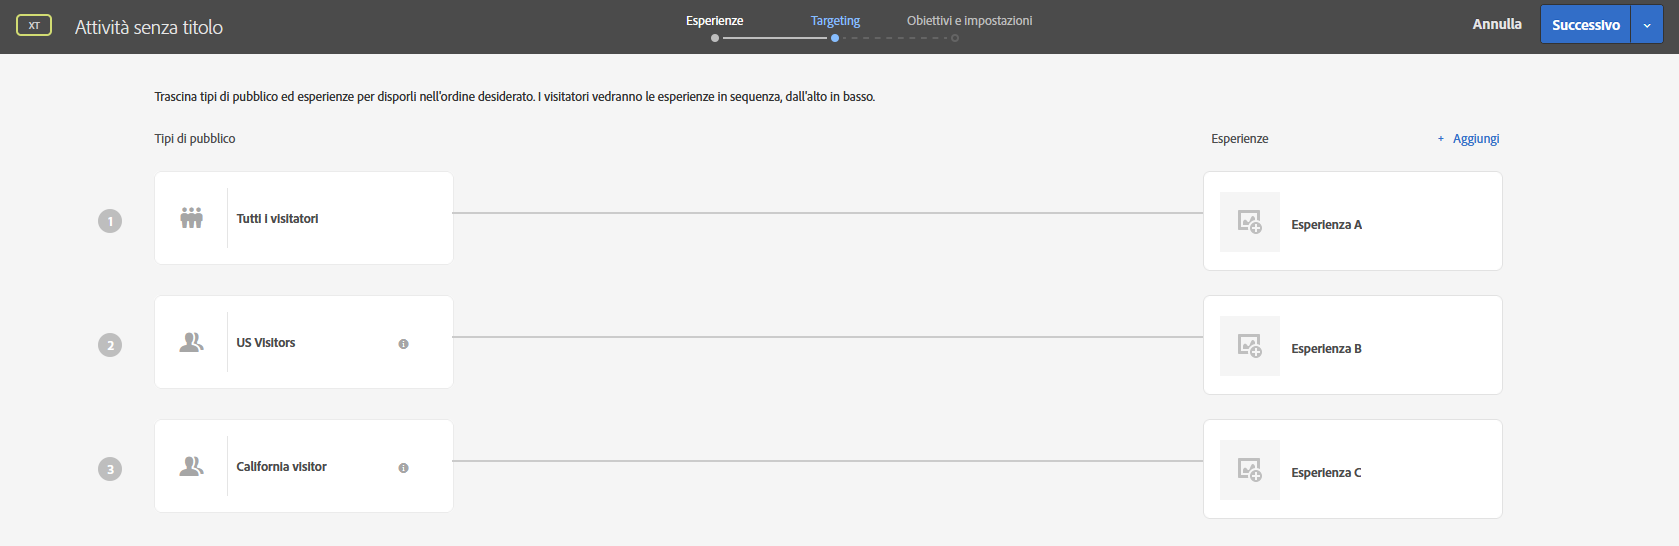 XT
Attività senza titolo
Esperienze
Targeting
Obiettivi e impostazioni
Annulla
Successivo
Trascina tipi di pubblico ed esperienze per disporli nell'ordine desiderato. I visitatori vedranno le esperienze in sequenza, dall'alto in basso.
Tipi di pubblico
Esperienze
+ Aggiungi
1
Tutti i visitatori
Esperienza A
2
US Visitors
Esperienza B
3
California visitor
Esperienza C